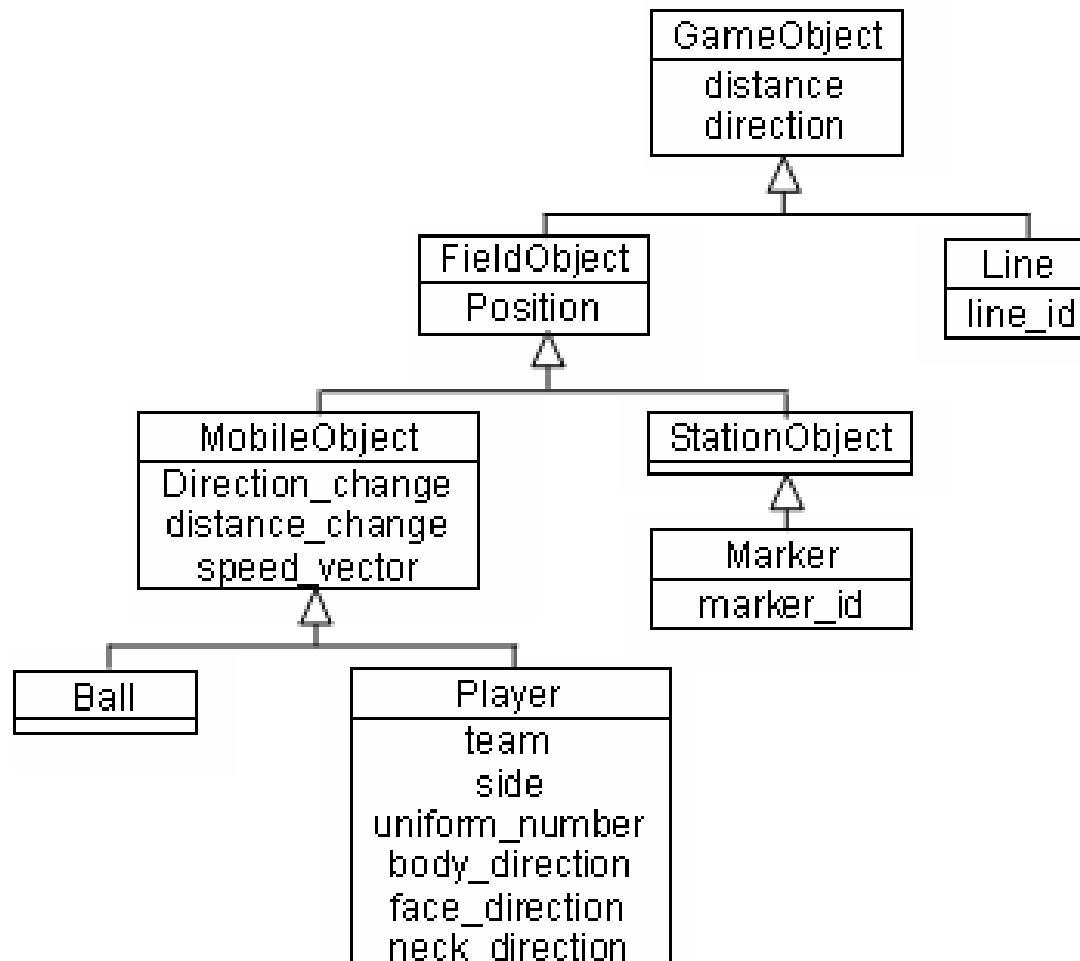 GameObject
distance
direction
FieldObject
Position
Line
line_id
MobileObject
Direction_change
distance_change
speed_vector
StationObject
Marker
marker_id
Ball
Player
team
side
uniform_number
body_direction
face_direction
neck_direction